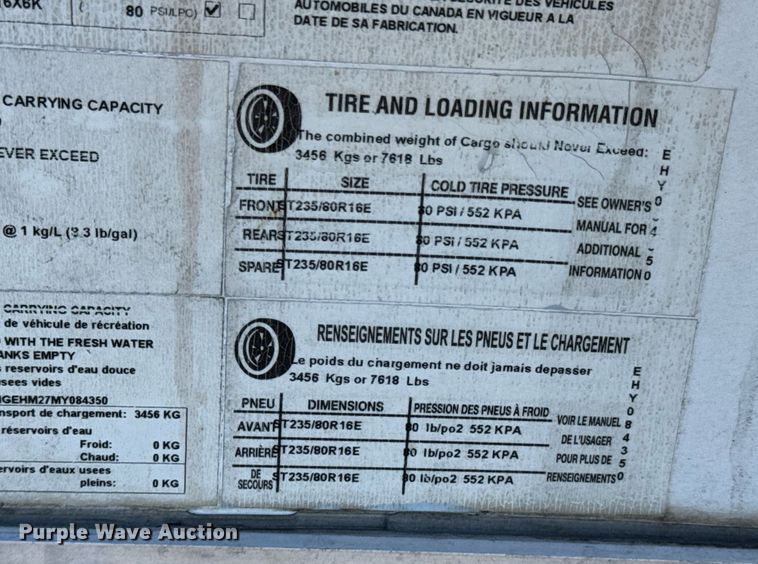 6X6K
( 80 PSI/LPC)
SÉCURITÉ DES VÉHICULES
AUTOMOBILES DU CANADA EN VIGUEUR A LA
DATE DE SA FABRICATION.
CARRYING CAPACITY
EVER EXCEED
@ 1 kg/L (8.3 lb/gal)
TIRE AND LOADING INFORMATION
The combined weight of Cargo should Never Exceed:
3456 Kgs or 7618 Lbs
TIRE SIZE COLD TIRE PRESSURE
FRONT ST235/80R16E 80 PSI / 552 KPA
REAR ST235/80R16E 80 PSI / 552 KPA
SPARE ST235/80R16E 80 PSI / 552 KPA
SEE OWNER'S
MANUAL FOR
ADDITIONAL
INFORMATION
CARRYING CAPACITY
de véhicule de récréation
WITH THE FRESH WATER
ANKS EMPTY
reservoirs d'eau douce
usees vides
GEHM27MY084350
nsport de chargement: 3456 KG
réservoirs d'eau
Froid: 0 KG
Chaud: 0 KG
ervoirs d'eaux usees
pleins: 0 KG
RENSEIGNEMENTS SUR LES PNEUS ET LE CHARGEMENT
Le poids du chargement ne doit jamais depasser
3456 Kgs or 7618 Lbs
PNEU DIMENSIONS PRESSION DES PNEUS À FROID
AVANT ST235/80R16E 80 lb/po2 552 KPA
ARRIÈRE ST235/80R16E 80 lb/po2 552 KPA
DE SECOURS ST235/80R16E 80 lb/po2 552 KPA
VOIR LE MANUEL
DE L'USAGER
POUR PLUS DE
RENSEIGNEMENTS
EHY084350
Purple Wave Auction